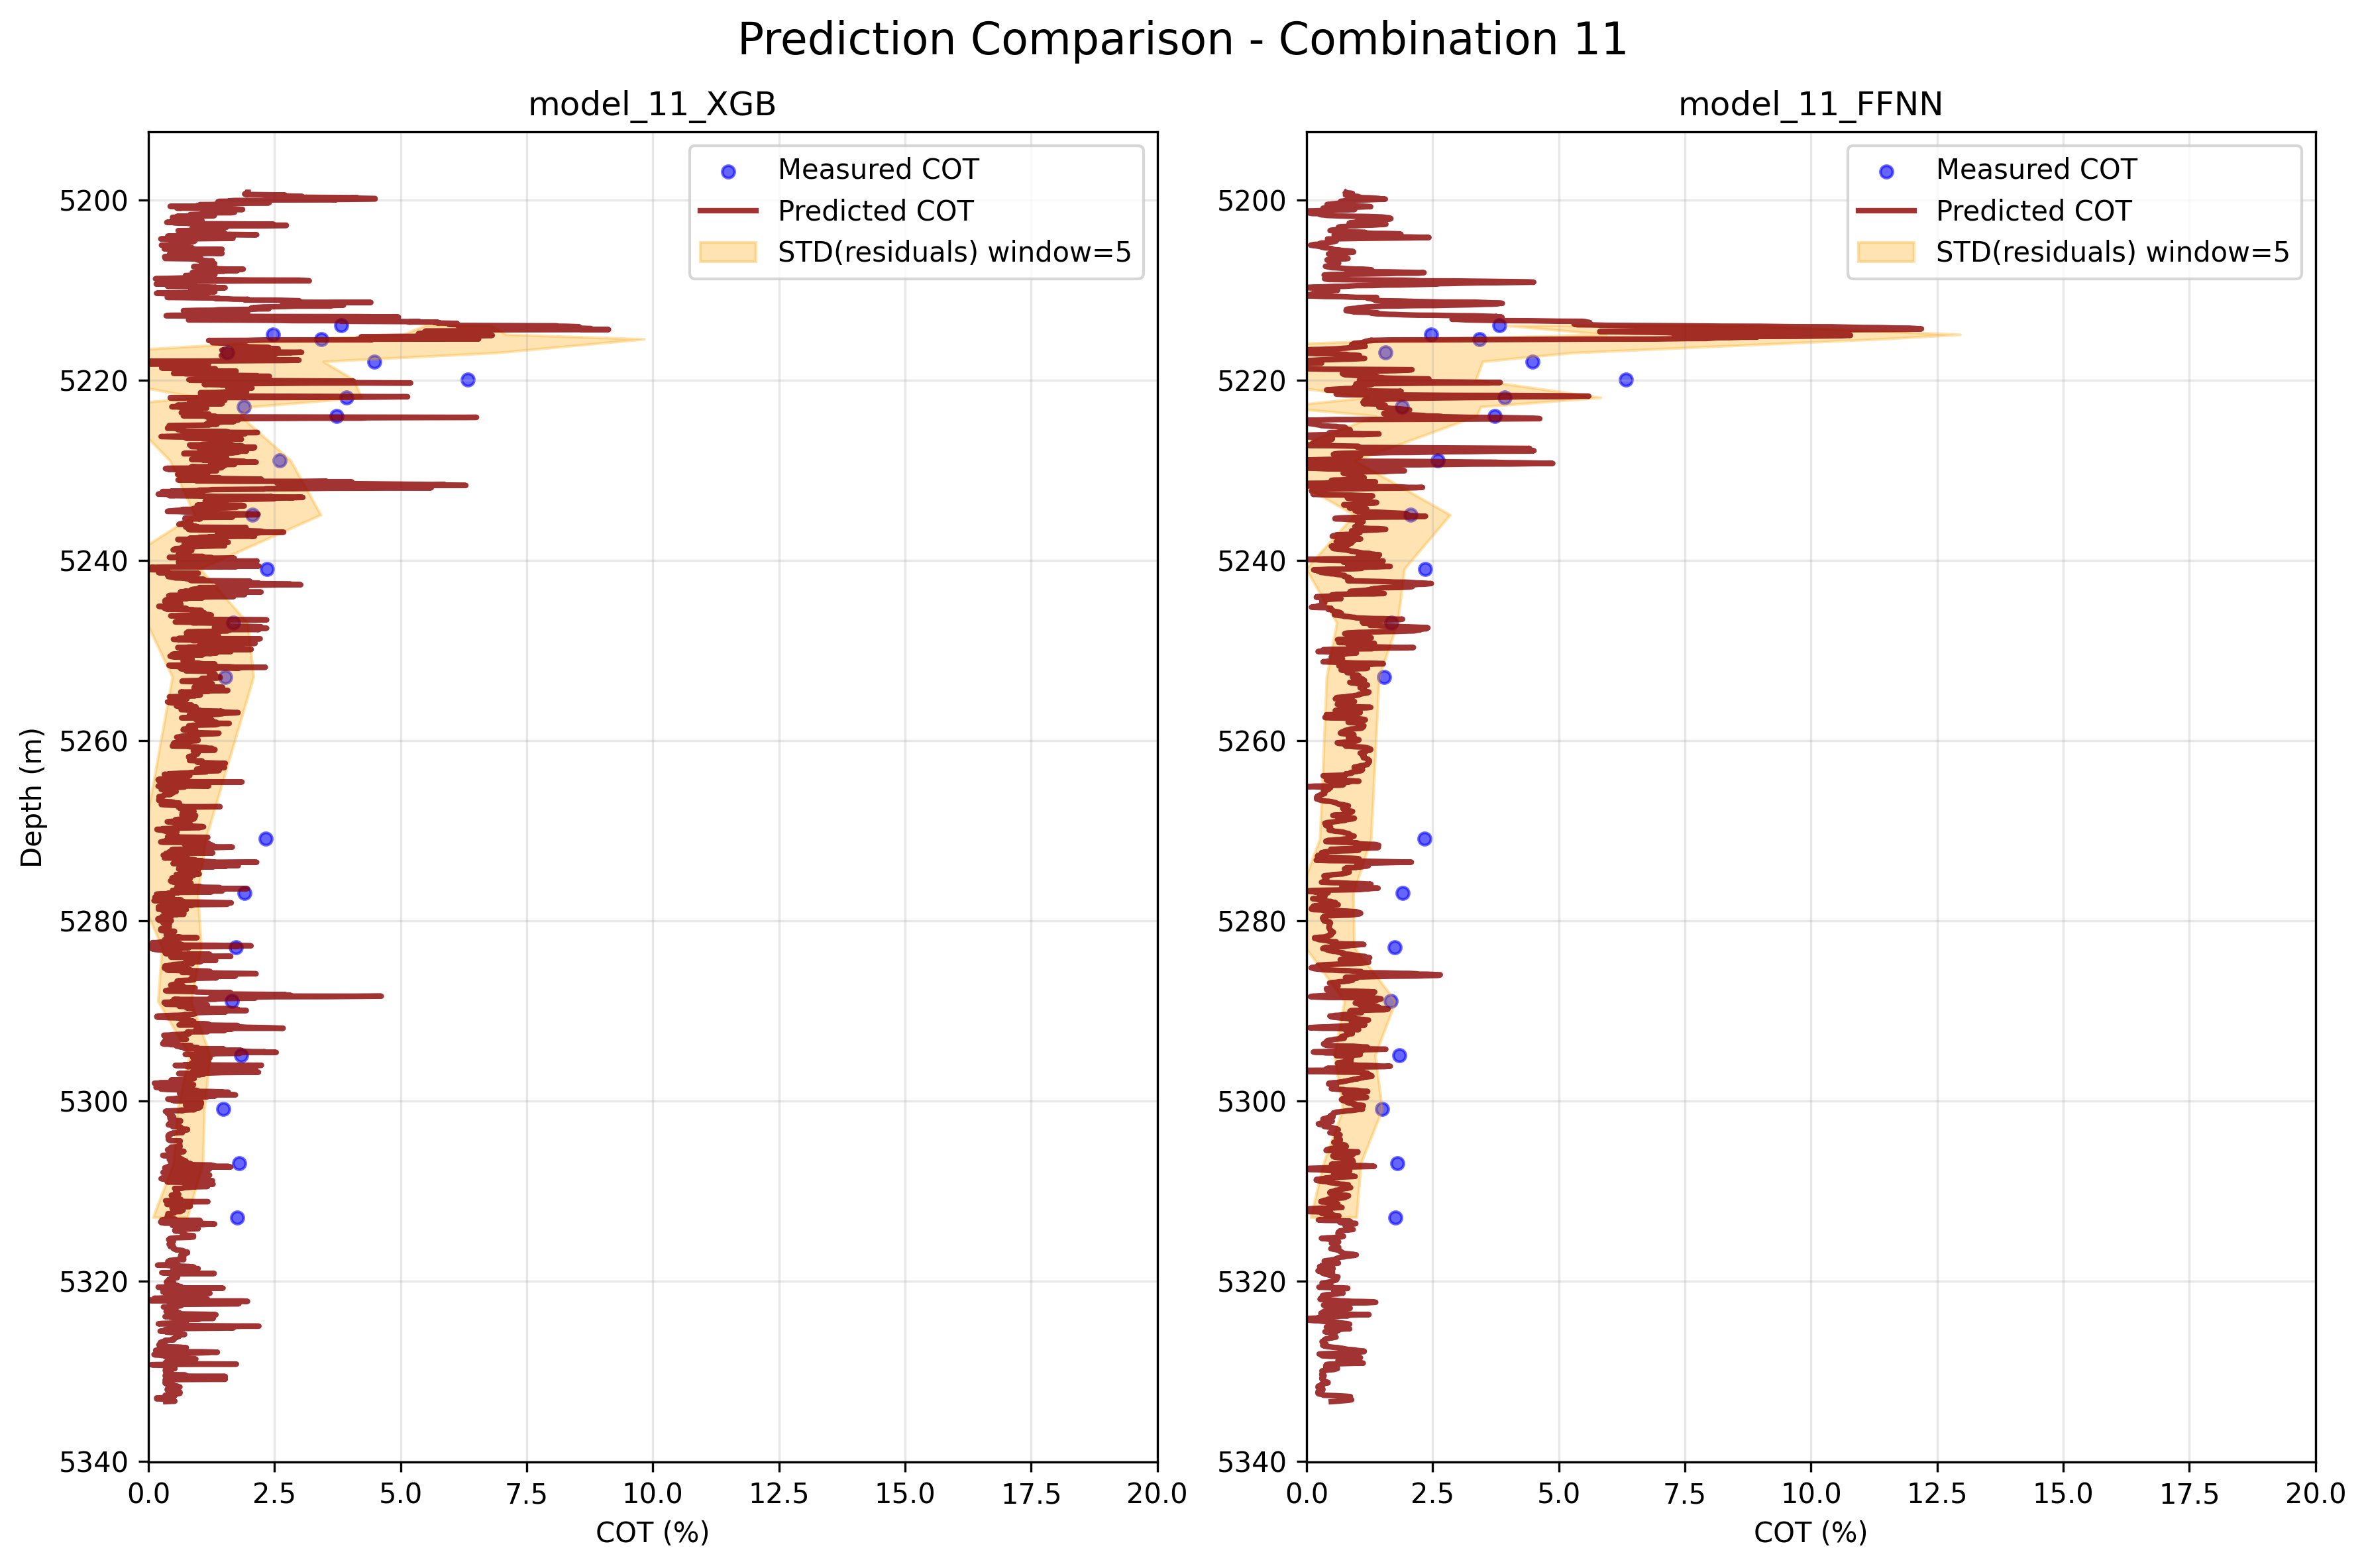 Prediction Comparison - Combination 11
model_11_XGB
Measured COT
Predicted COT
STD(residuals) window=5
5200
5220
5240
5260
5280
5300
5320
5340
Depth (m)
0.0 2.5 5.0 7.5 10.0 12.5 15.0 17.5 20.0
COT (%)
model_11_FFNN
Measured COT
Predicted COT
STD(residuals) window=5
5200
5220
5240
5260
5280
5300
5320
5340
0.0 2.5 5.0 7.5 10.0 12.5 15.0 17.5 20.0
COT (%)